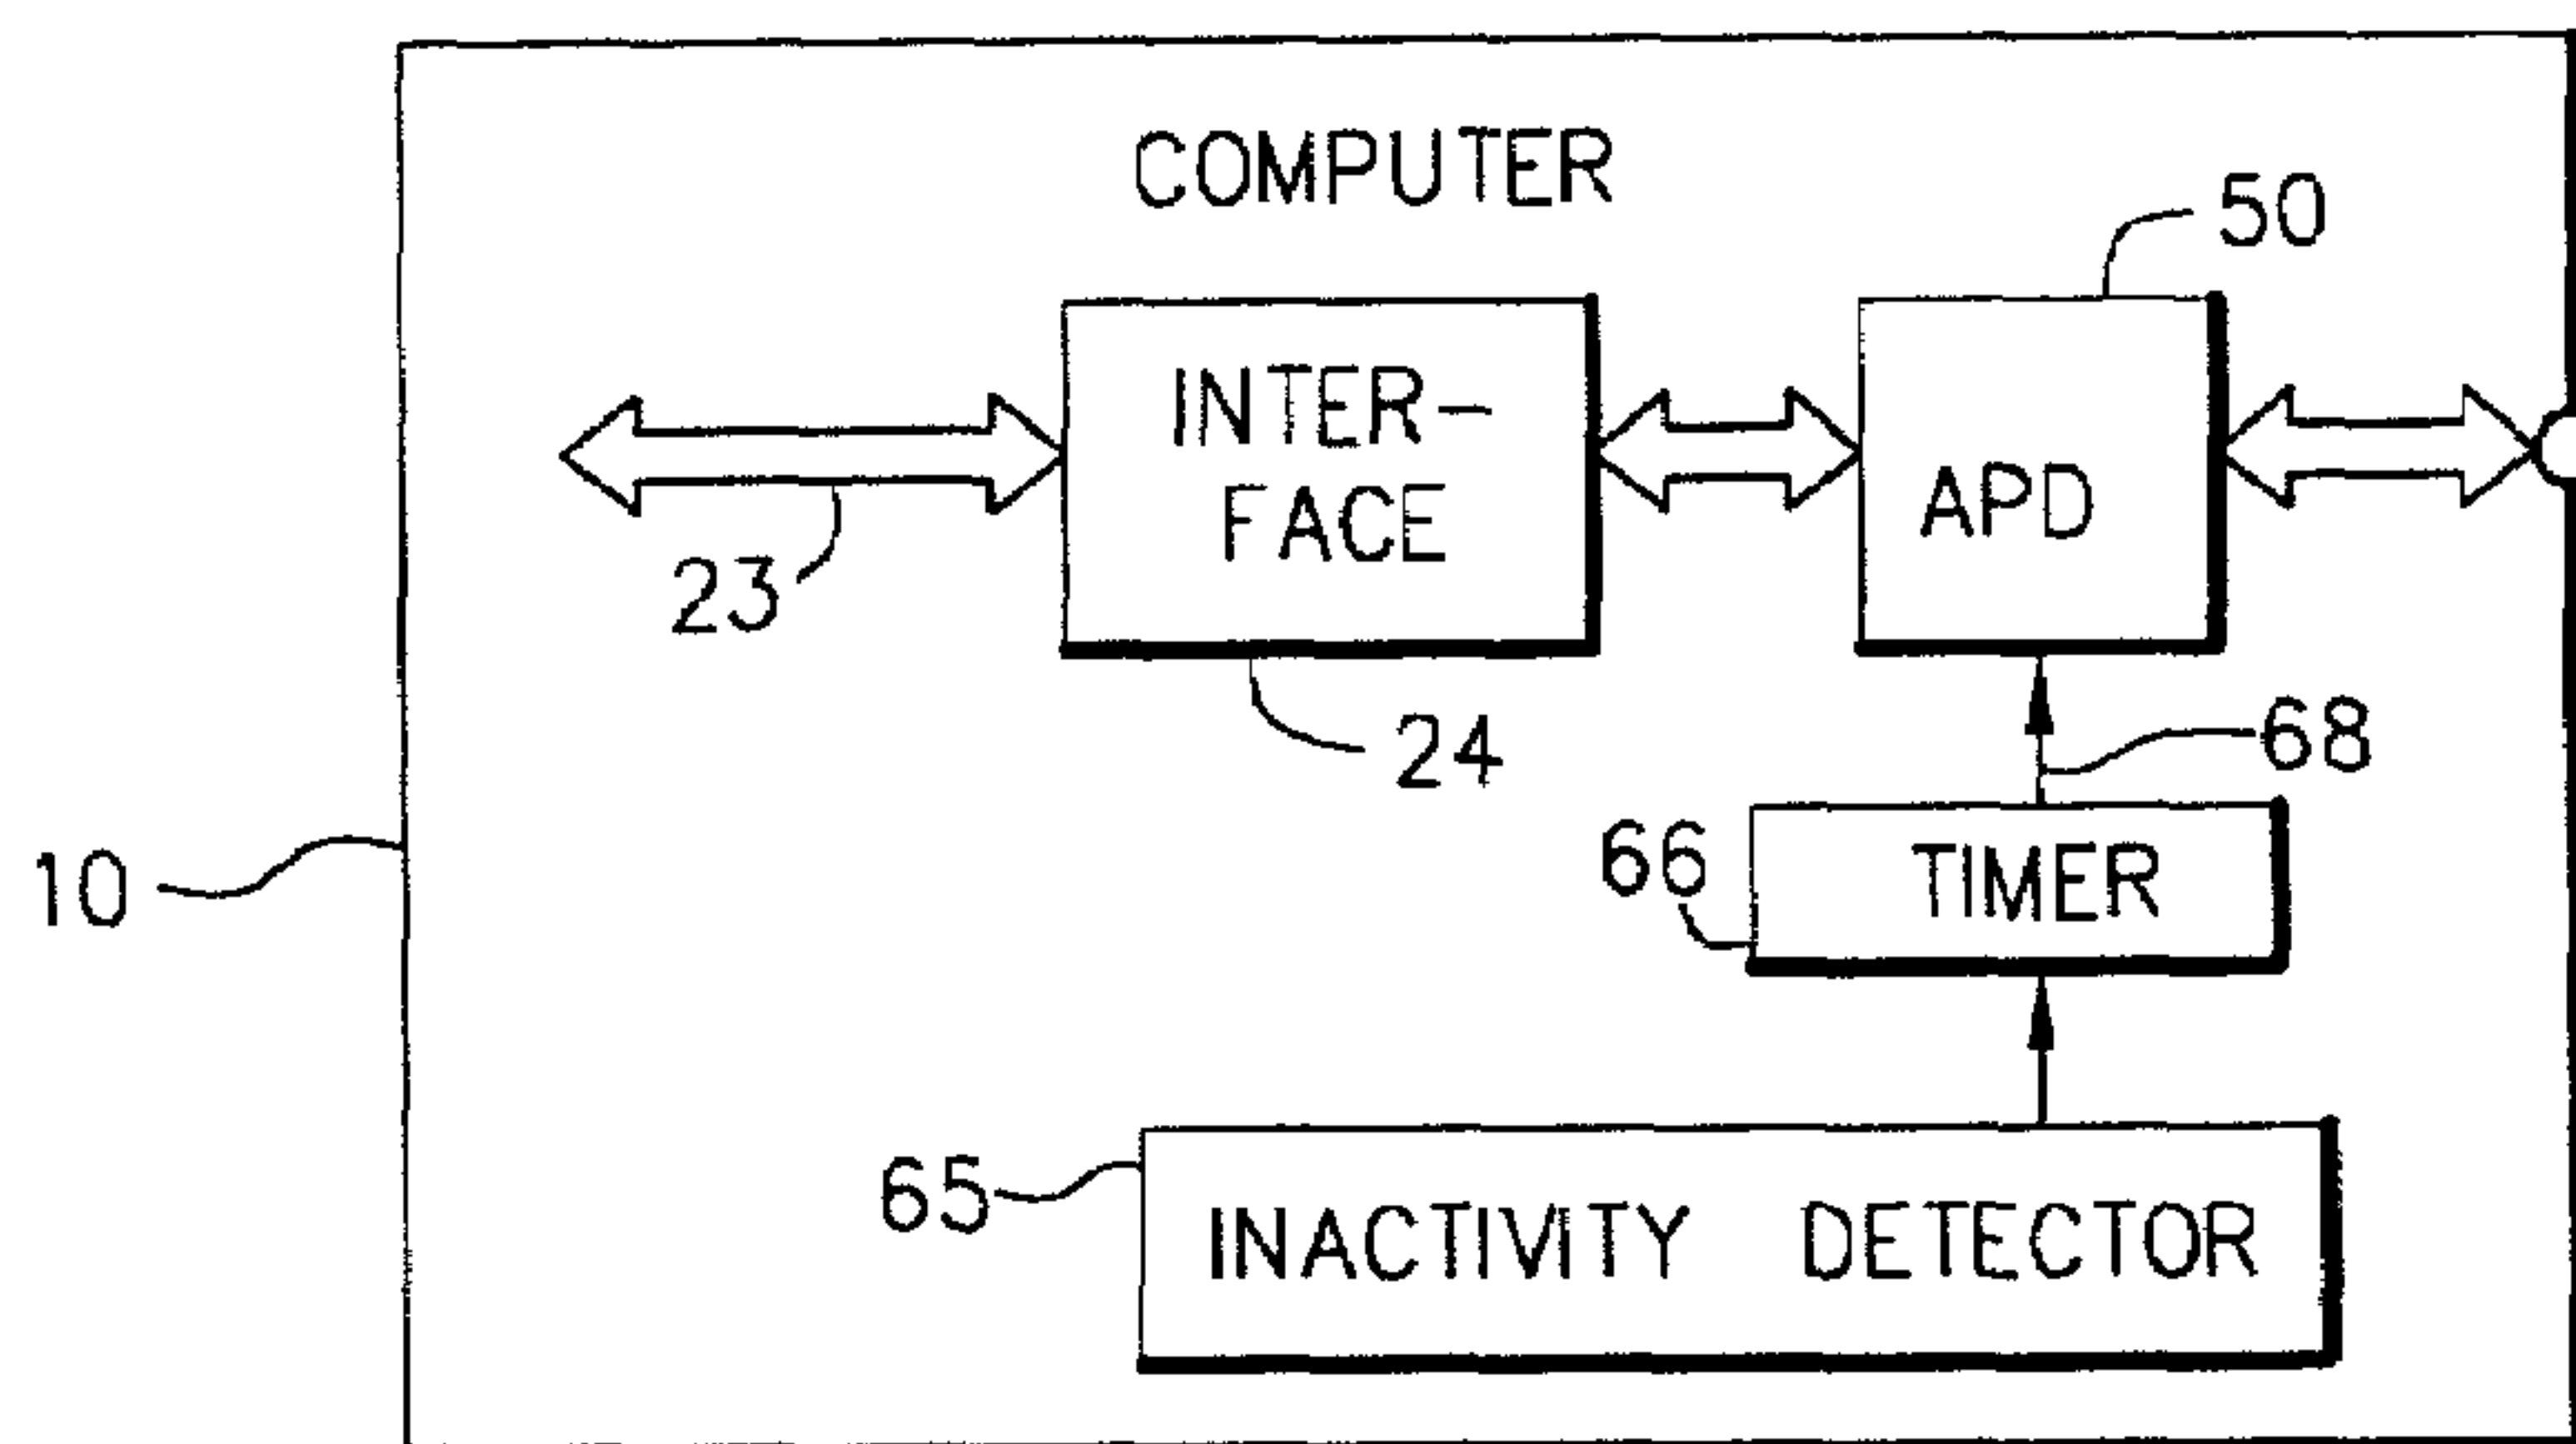 COMPUTER
50
INTER-
FACE
APD
23
24
68
10
66
TIMER
65
INACTIVITY DETECTOR